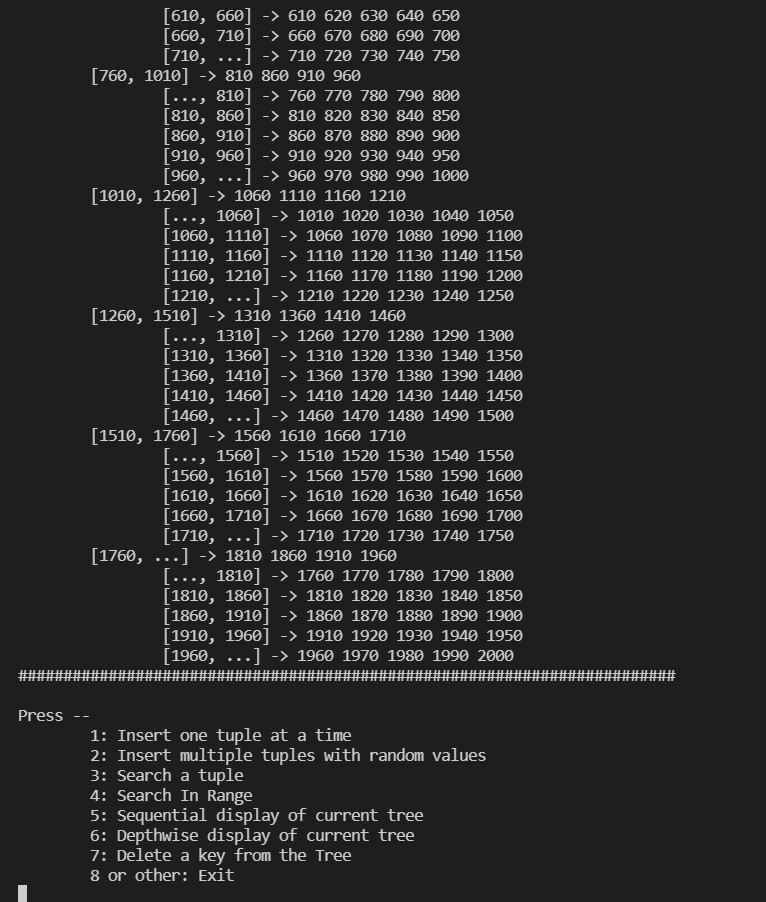 [610, 660] -> 610 620 630 640 650
[660, 710] -> 660 670 680 690 700
[710, ...] -> 710 720 730 740 750
[760, 1010] -> 810 860 910 960
[..., 810] -> 760 770 780 790 800
[810, 860] -> 810 820 830 840 850
[860, 910] -> 860 870 880 890 900
[910, 960] -> 910 920 930 940 950
[960, ...] -> 960 970 980 990 1000
[1010, 1260] -> 1060 1110 1160 1210
[..., 1060] -> 1010 1020 1030 1040 1050
[1060, 1110] -> 1060 1070 1080 1090 1100
[1110, 1160] -> 1110 1120 1130 1140 1150
[1160, 1210] -> 1160 1170 1180 1190 1200
[1210, ...] -> 1210 1220 1230 1240 1250
[1260, 1510] -> 1310 1360 1410 1460
[..., 1310] -> 1260 1270 1280 1290 1300
[1310, 1360] -> 1310 1320 1330 1340 1350
[1360, 1410] -> 1360 1370 1380 1390 1400
[1410, 1460] -> 1410 1420 1430 1440 1450
[1460, ...] -> 1460 1470 1480 1490 1500
[1510, 1760] -> 1560 1610 1660 1710
[..., 1560] -> 1510 1520 1530 1540 1550
[1560, 1610] -> 1560 1570 1580 1590 1600
[1610, 1660] -> 1610 1620 1630 1640 1650
[1660, 1710] -> 1660 1670 1680 1690 1700
[1710, ...] -> 1710 1720 1730 1740 1750
[1760, ...] -> 1810 1860 1910 1960
[..., 1810] -> 1760 1770 1780 1790 1800
[1810, 1860] -> 1810 1820 1830 1840 1850
[1860, 1910] -> 1860 1870 1880 1890 1900
[1910, 1960] -> 1910 1920 1930 1940 1950
[1960, ...] -> 1960 1970 1980 1990 2000
#########################################################################
Press --
1: Insert one tuple at a time
2: Insert multiple tuples with random values
3: Search a tuple
4: Search In Range
5: Sequential display of current tree
6: Depthwise display of current tree
7: Delete a key from the Tree
8 or other: Exit